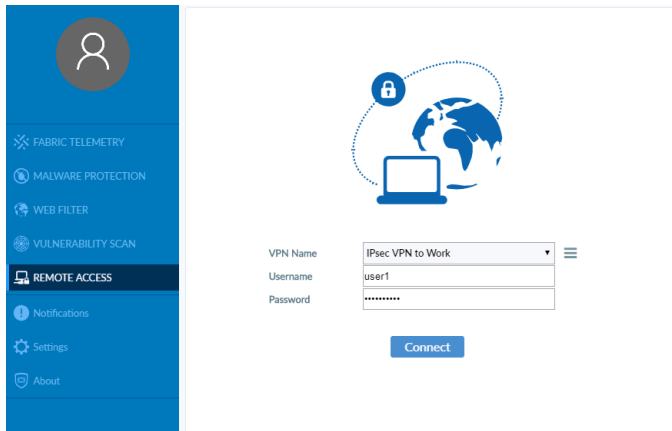 FABRIC TELEMETRY
MALWARE PROTECTION
WEB FILTER
VULNERABILITY SCAN
REMOTE ACCESS
Notifications
Settings
About
VPN Name IPsec VPN to Work
Username user1
Password ••••••••••
Connect